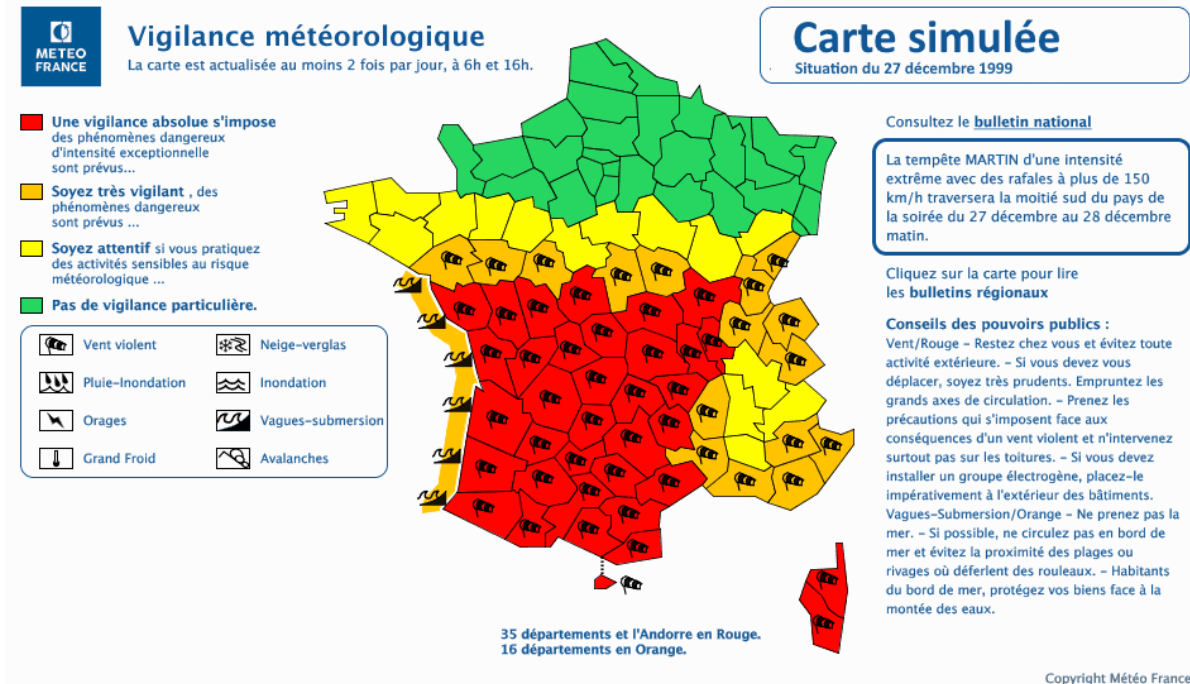 METEO
FRANCE
Vigilance météorologique
La carte est actualisée au moins 2 fois par jour, à 6h et 16h.
Carte simulée
Situation du 27 décembre 1999
Une vigilance absolue s'impose
des phénomènes dangereux
d'intensité exceptionnelle
sont prévus...
Soyez très vigilant , des
phénomènes dangereux
sont prévus ...
Soyez attentif si vous pratiquez
des activités sensibles au risque
météorologique ...
Pas de vigilance particulière.
Vent violent
Neige-verglas
Pluie-Inondation
Inondation
Orages
Vagues-submersion
Grand Froid
Avalanches
Consultez le bulletin national
La tempête MARTIN d'une intensité
extrême avec des rafales à plus de 150
km/h traversera la moitié sud du pays de
la soirée du 27 décembre au 28 décembre
matin.
Cliquez sur la carte pour lire
les bulletins régionaux
Conseils des pouvoirs publics :
Vent/Rouge – Restez chez vous et évitez toute
activité extérieure. – Si vous devez vous
déplacer, soyez très prudents. Empruntez les
grands axes de circulation. – Prenez les
précautions qui s'imposent face aux
conséquences d'un vent violent et n'intervenez
surtout pas sur les toitures. – Si vous devez
installer un groupe électrogène, placez-le
impérativement à l'extérieur des bâtiments.
Vagues-Submersion/Orange – Ne prenez pas la
mer. – Si possible, ne circulez pas en bord de
mer et évitez la proximité des plages ou
rivages où déferlent des rouleaux. – Habitants
du bord de mer, protégez vos biens face à la
montée des eaux.
35 départements et l'Andorre en Rouge.
16 départements en Orange.
Copyright Météo France